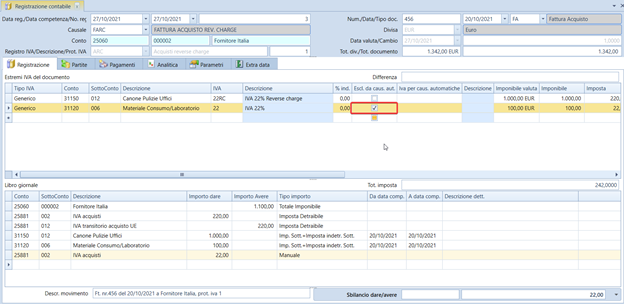 Registrazione contabile
Data reg./Data competenza/No. reg. 27/10/2021 27/10/2021 3 Num./Data/Tipo doc. 456 20/10/2021 FA Fattura Acquisto
Causale FARC FATTURA ACQUISTO REV. CHARGE Divisa EUR Euro
Conto 25060 000002 Fornitore Italia Data valuta/Cambio 27/10/2021 1,0000
Registro IVA/Descrizione/Prot. IVA ARC Acquisti reverse charge 1 Tot. div./Tot. documento 1.342,00 EUR 1.342,00
Registrazione Partite Pagamenti Analitica Parametri Extra data
Estremi IVA del documento Differenza
Tipo IVA Conto SottoConto Descrizione IVA Descrizione % ind. Escl. da caus. aut. Iva per caus. automatiche Descrizione Imponibile valuta Imponibile Imposta
Generico 31150 012 Canone Pulizie Uffici 22RC IVA 22% Reverse charge 0,00 1.000,00 EUR 1.000,00 220,
Generico 31120 006 Materiale Consumo/Laboratorio 22 IVA 22% 0,00 100,00 EUR 100,00 22,
Libro giornale Tot. imposta 242,0000
Conto SottoConto Descrizione Importo dare Importo Avere Tipo importo Da data comp. A data comp. Descrizione dett.
25060 000002 Fornitore Italia 1.100,00 Totale Imponibile
25881 002 IVA acquisti 220,00 Imposta Detraibile
25881 012 IVA transitorio acquisto UE 220,00 Imposta Detraibile
31150 012 Canone Pulizie Uffici 1.000,00 Imp. Sott.+Imposta indetr. Sott. 20/10/2021 20/10/2021
31120 006 Materiale Consumo/Laboratorio 100,00 Imp. Sott.+Imposta indetr. Sott. 20/10/2021 20/10/2021
25881 002 IVA acquisti 22,00 Manuale
Descr. movimento Ft. nr.456 del 20/10/2021 a Fornitore Italia, prot. iva 1 Sbilancio dare/avere 22,00